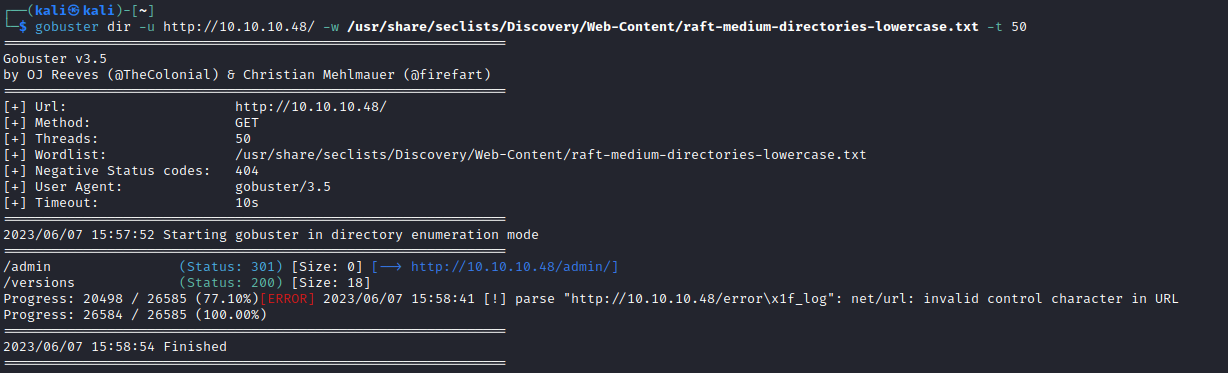 ┌──(kali㉿kali)-[~]
└─$ gobuster dir -u http://10.10.10.48/ -w /usr/share/seclists/Discovery/Web-Content/raft-medium-directories-lowercase.txt -t 50
===============================================================
Gobuster v3.5
by OJ Reeves (@TheColonial) & Christian Mehlmauer (@firefart)
===============================================================
[+] Url:                     http://10.10.10.48/
[+] Method:                  GET
[+] Threads:                 50
[+] Wordlist:                /usr/share/seclists/Discovery/Web-Content/raft-medium-directories-lowercase.txt
[+] Negative Status codes:   404
[+] User Agent:              gobuster/3.5
[+] Timeout:                 10s
===============================================================
2023/06/07 15:57:52 Starting gobuster in directory enumeration mode
===============================================================
/admin                (Status: 301) [Size: 0] [--> http://10.10.10.48/admin/]
/versions             (Status: 200) [Size: 18]
Progress: 20498 / 26585 (77.10%)[ERROR] 2023/06/07 15:58:41 [!] parse "http://10.10.10.48/error\x1f_log": net/url: invalid control character in URL
Progress: 26584 / 26585 (100.00%)
===============================================================
2023/06/07 15:58:54 Finished
===============================================================